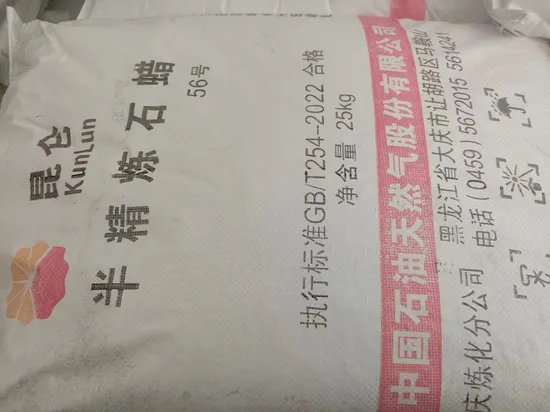 昆仑
KunLun
半精炼石蜡
56号
执行标准GB/T254-2022 合格
净含量 25kg
中国石油天然气股份有限公司
庆炼化分公司
黑龙江省大庆市让胡路区马鞍山
电话 (0459) 5672015 5614241